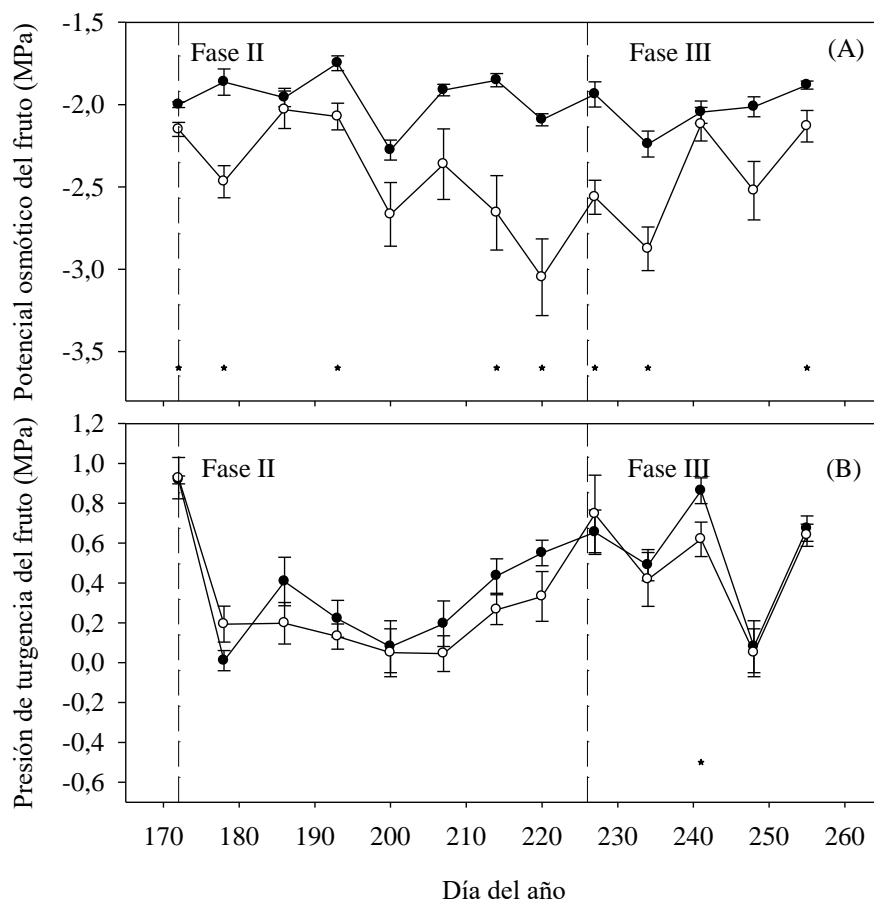 Potencial osmótico del fruto (MPa)
-1,5
-2,0
-2,5
-3,0
-3,5
Fase II
Fase III
(A)
Presión de turgencia del fruto (MPa)
1,2
1,0
0,8
0,6
0,4
0,2
0,0
-0,2
-0,4
-0,6
Fase II
Fase III
(B)
170 180 190 200 210 220 230 240 250 260
Día del año